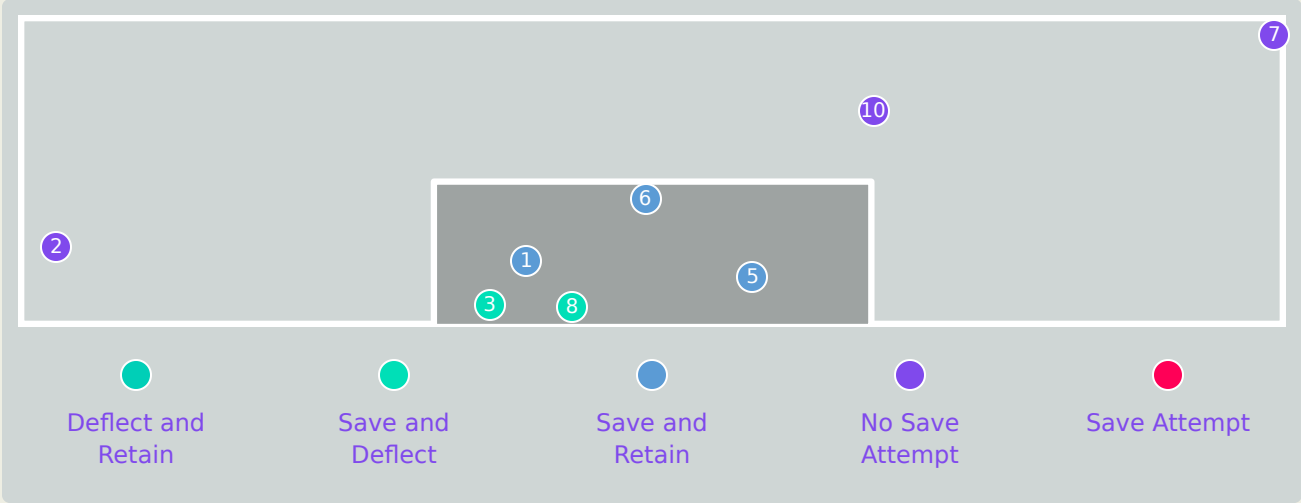 7
10
6
2
1
5
3
8
Deflect and
Retain
Save and
Deflect
Save and
Retain
No Save
Attempt
Save Attempt